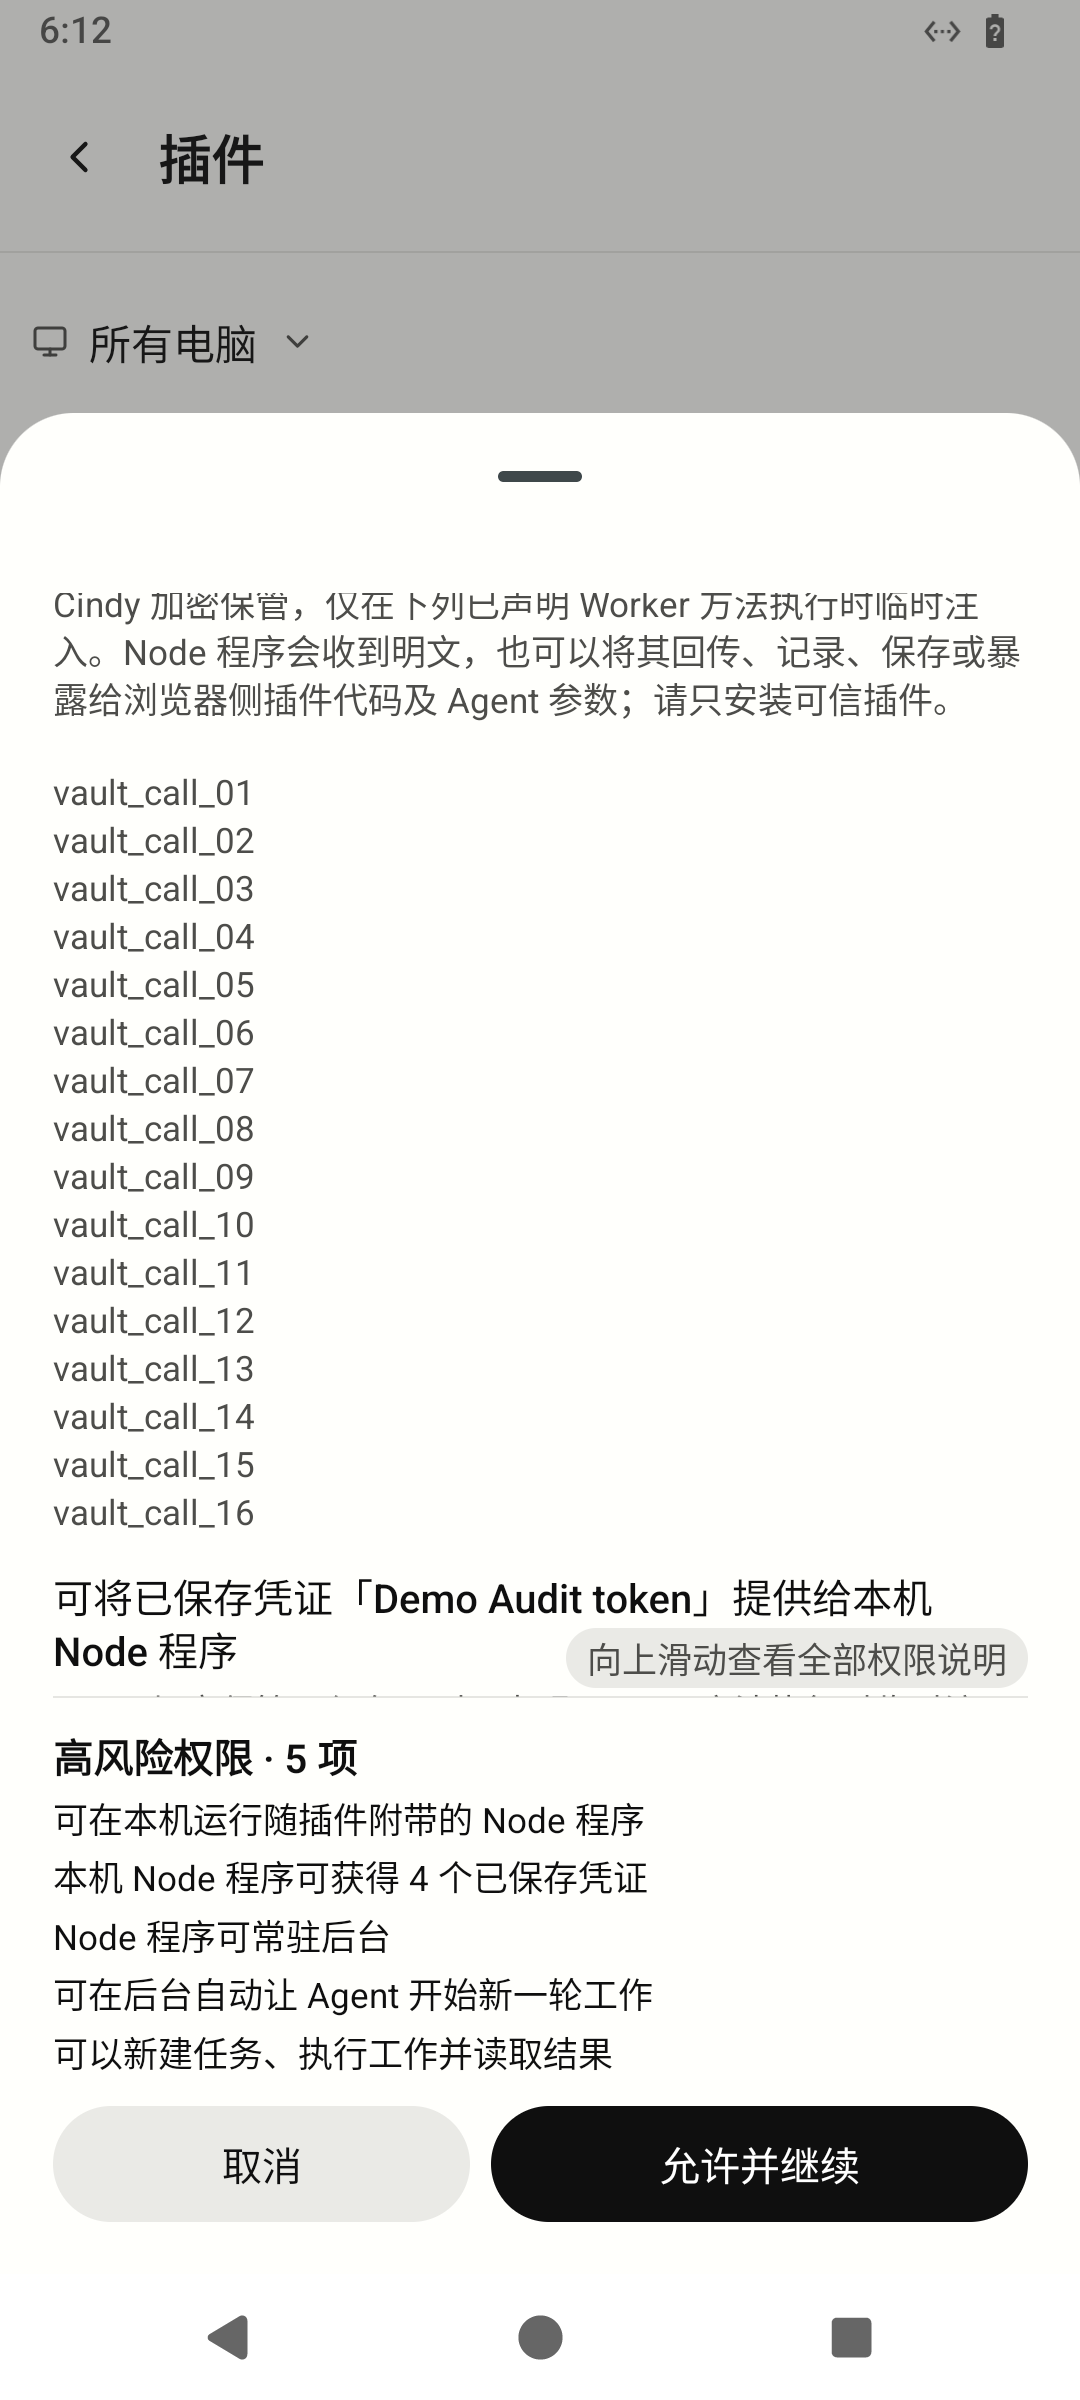 6:12
插件
所有电脑
Cindy 加密保管，仅在下列已声明 Worker 方法执行时临时注
入。Node 程序会收到明文，也可以将其回传、记录、保存或暴
露给浏览器侧插件代码及 Agent 参数；请只安装可信插件。
vault_call_01
vault_call_02
vault_call_03
vault_call_04
vault_call_05
vault_call_06
vault_call_07
vault_call_08
vault_call_09
vault_call_10
vault_call_11
vault_call_12
vault_call_13
vault_call_14
vault_call_15
vault_call_16
可将已保存凭证「Demo Audit token」提供给本机
Node 程序
向上滑动查看全部权限说明
高风险权限 · 5 项
可在本机运行随插件附带的 Node 程序
本机 Node 程序可获得 4 个已保存凭证
Node 程序可常驻后台
可在后台自动让 Agent 开始新一轮工作
可以新建任务、执行工作并读取结果
取消
允许并继续